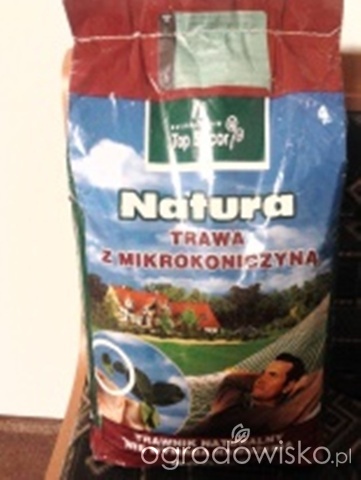 Top Decor
Natura
TRAWA
Z MIKROKONICZYNĄ
TRAWNIK NATURALNY
ogrodowisko.pl